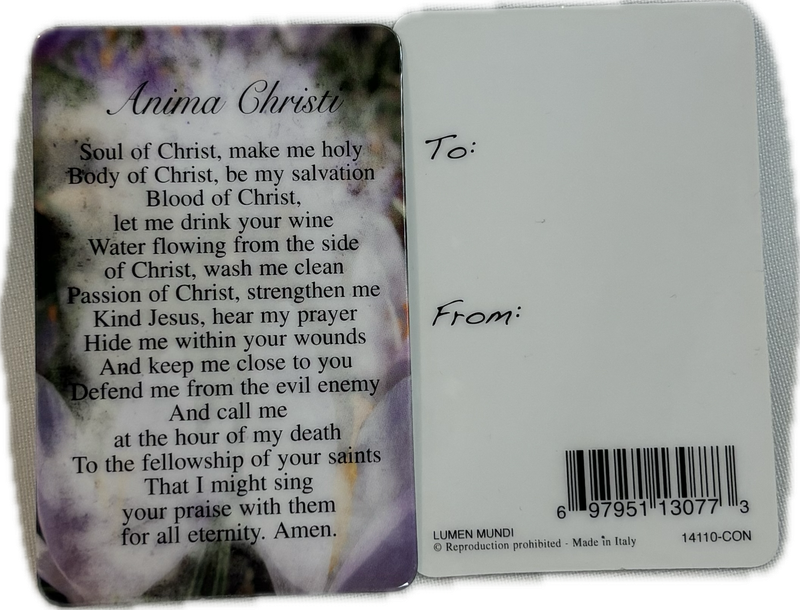 Anima Christi
Soul of Christ, make me holy
Body of Christ, be my salvation
Blood of Christ,
let me drink your wine
Water flowing from the side
of Christ, wash me clean
Passion of Christ, strengthen me
Kind Jesus, hear my prayer
Hide me within your wounds
And keep me close to you
Defend me from the evil enemy
And call me
at the hour of my death
To the fellowship of your saints
That I might sing
your praise with them
for all eternity. Amen.
To:
From:
6 97951 13077 3
LUMEN MUNDI
© Reproduction prohibited - Made in Italy
14110-CON